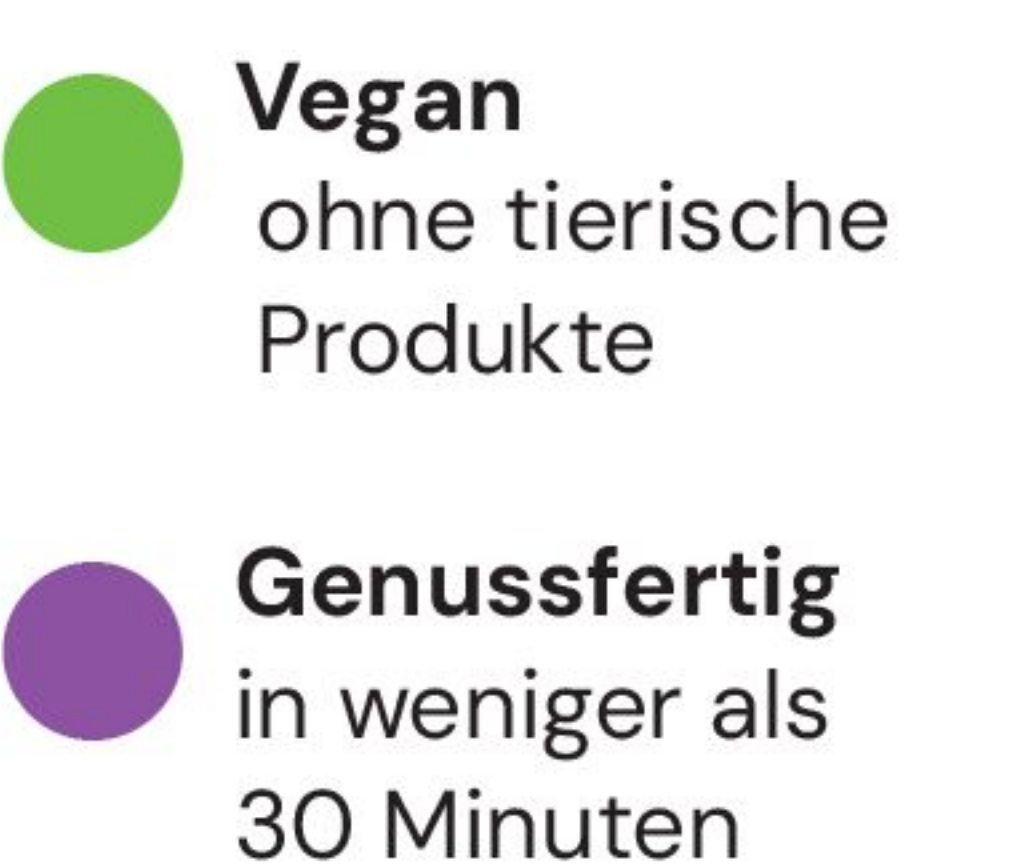 Vegan
ohne tierische
Produkte
Genussfertig
in weniger als
30 Minuten